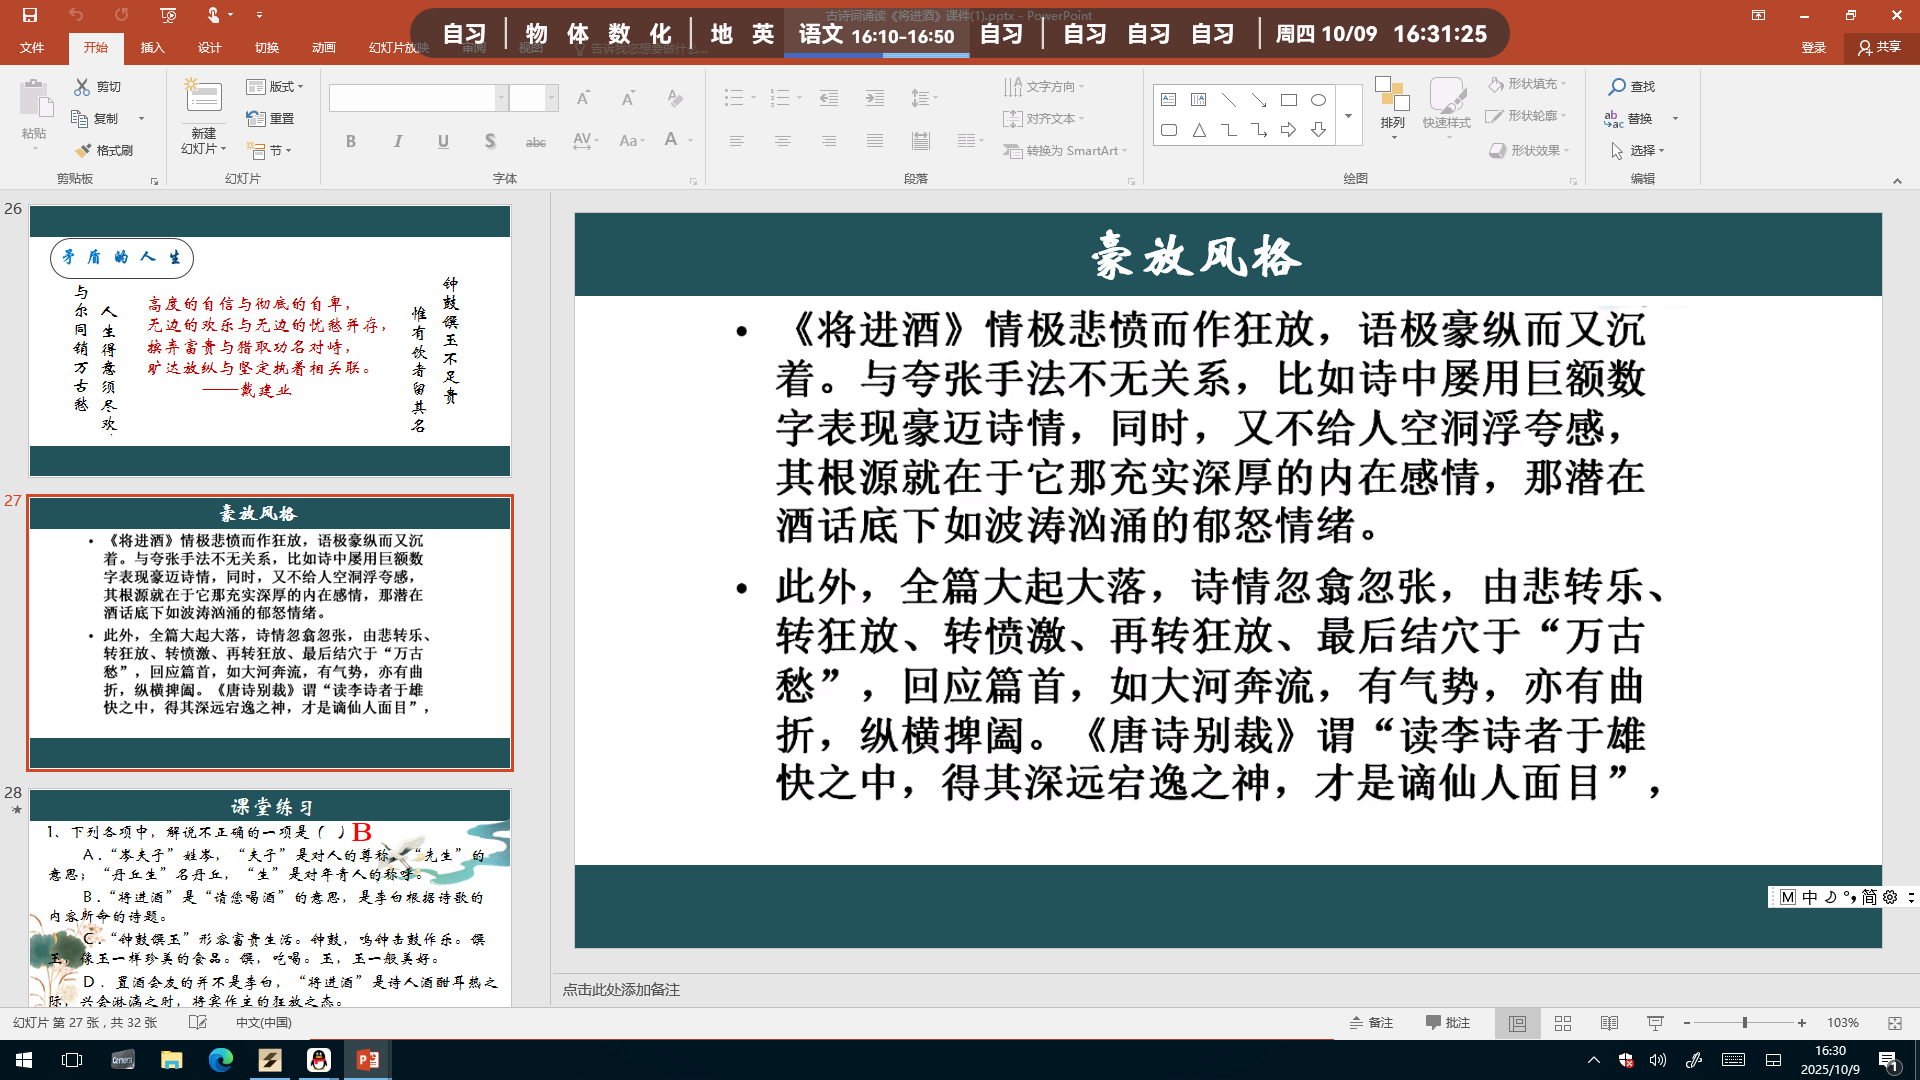 古诗词诵读《将进酒》课件(1).pptx - PowerPoint
自习 物 体 数 化 地 英 语文 16:10-16:50 自习 自习 自习 自习 周四 10/09 16:31:25
文件 开始 插入 设计 切换 动画 幻灯片放映 审阅 视图 告诉我您想要做什么... 登录 共享
粘贴
剪切
复制
格式刷
剪贴板
新建
幻灯片
版式
重置
节
幻灯片
B I U S abc AV Aa A
字体
文字方向
对齐文本
转换为 SmartArt
段落
排列
快速样式
形状填充
形状轮廓
形状效果
绘图
查找
替换
选择
编辑
26
矛盾的人生
与尔同销万古愁
人生得意须尽欢
高度的自信与彻底的自卑，
无边的欢乐与无边的忧愁并存，
摈弃富贵与猎取功名对峙，
旷达放纵与坚定执着相关联。
——戴建业
惟有饮者留其名
钟鼓馔玉不足贵
27
豪放风格
• 《将进酒》情极悲愤而作狂放，语极豪纵而又沉
着。与夸张手法不无关系，比如诗中屡用巨额数
字表现豪迈诗情，同时，又不给人空洞浮夸感，
其根源就在于它那充实深厚的内在感情，那潜在
酒话底下如波涛汹涌的郁怒情绪。
• 此外，全篇大起大落，诗情忽翕忽张，由悲转乐、
转狂放、转愤激、再转狂放、最后结穴于“万古
愁”，回应篇首，如大河奔流，有气势，亦有曲
折，纵横捭阖。《唐诗别裁》谓“读李诗者于雄
快之中，得其深远宕逸之神，才是谪仙人面目”，
28
课堂练习
1、下列各项中，解说不正确的一项是（ ）B
A.“岑夫子”姓岑，“夫子”是对人的尊称，“先生”的
意思；“丹丘生”名丹丘，“生”是对年青人的称呼。
B.“将进酒”是“请您喝酒”的意思，是李白根据诗歌的
内容所命的诗题。
C.“钟鼓馔玉”形容富贵生活。钟鼓，鸣钟击鼓作乐。馔
玉，像玉一样珍美的食品。馔，吃喝。玉，玉一般美好。
D.置酒会友的并不是李白，“将进酒”是诗人酒酣耳热之
际，兴会淋漓之时，将宾作主的狂放之态。
豪放风格
• 《将进酒》情极悲愤而作狂放，语极豪纵而又沉
着。与夸张手法不无关系，比如诗中屡用巨额数
字表现豪迈诗情，同时，又不给人空洞浮夸感，
其根源就在于它那充实深厚的内在感情，那潜在
酒话底下如波涛汹涌的郁怒情绪。
• 此外，全篇大起大落，诗情忽翕忽张，由悲转乐、
转狂放、转愤激、再转狂放、最后结穴于“万古
愁”，回应篇首，如大河奔流，有气势，亦有曲
折，纵横捭阖。《唐诗别裁》谓“读李诗者于雄
快之中，得其深远宕逸之神，才是谪仙人面目”，
M 中 简
点击此处添加备注
幻灯片 第 27 张，共 32 张 中文(中国) 备注 批注 103%
16:30
2025/10/9
1